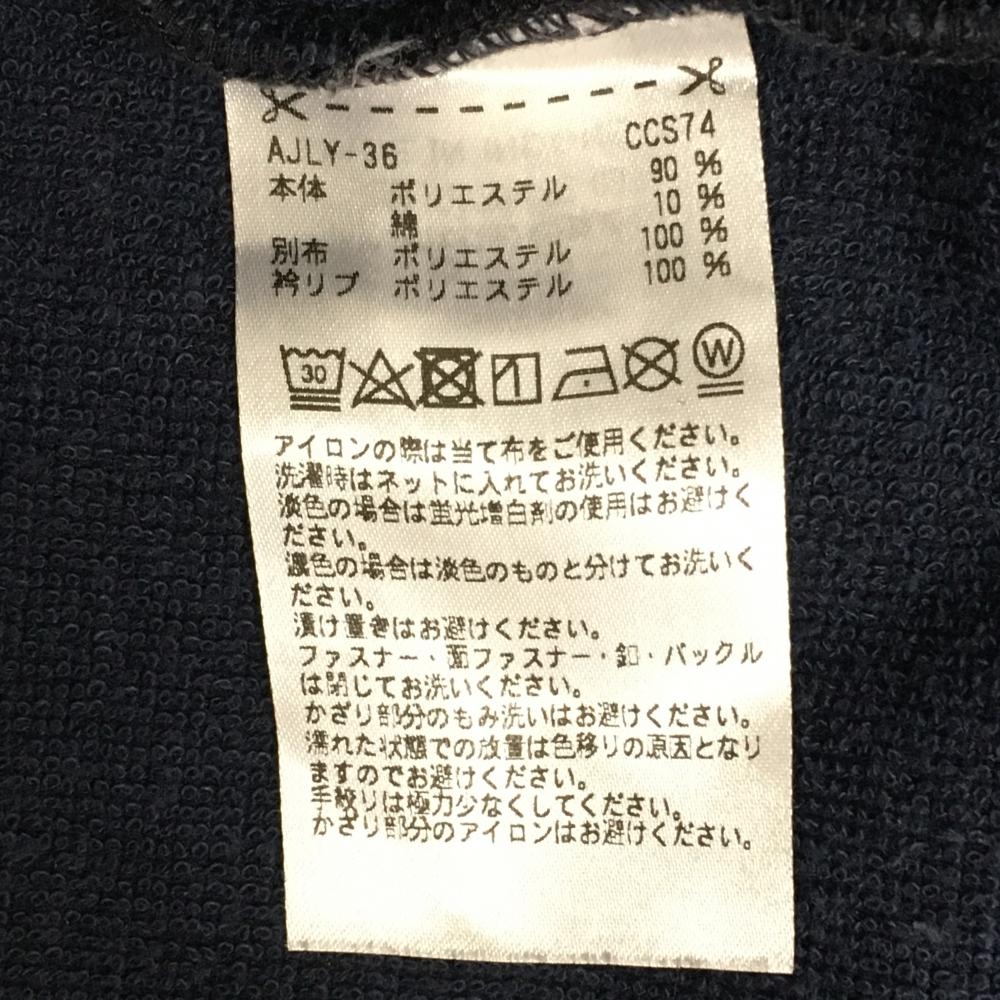 AJLY-36 CCS74
本体 ポリエステル 90 %
綿 10 %
別布 ポリエステル 100 %
衿リブ ポリエステル 100 %
30 W
アイロンの際は当て布をご使用ください。
洗濯時はネットに入れてお洗いください。
淡色の場合は蛍光増白剤の使用はお避けく
ださい。
濃色の場合は淡色のものと分けてお洗いく
ださい。
漬け置きはお避けください。
ファスナー・面ファスナー・釦・バックル
は閉じてお洗いください。
かざり部分のもみ洗いはお避けください。
濡れた状態での放置は色移りの原因となり
ますのでお避けください。
手絞りは極力少なくしてください。
かざり部分のアイロンはお避けください。